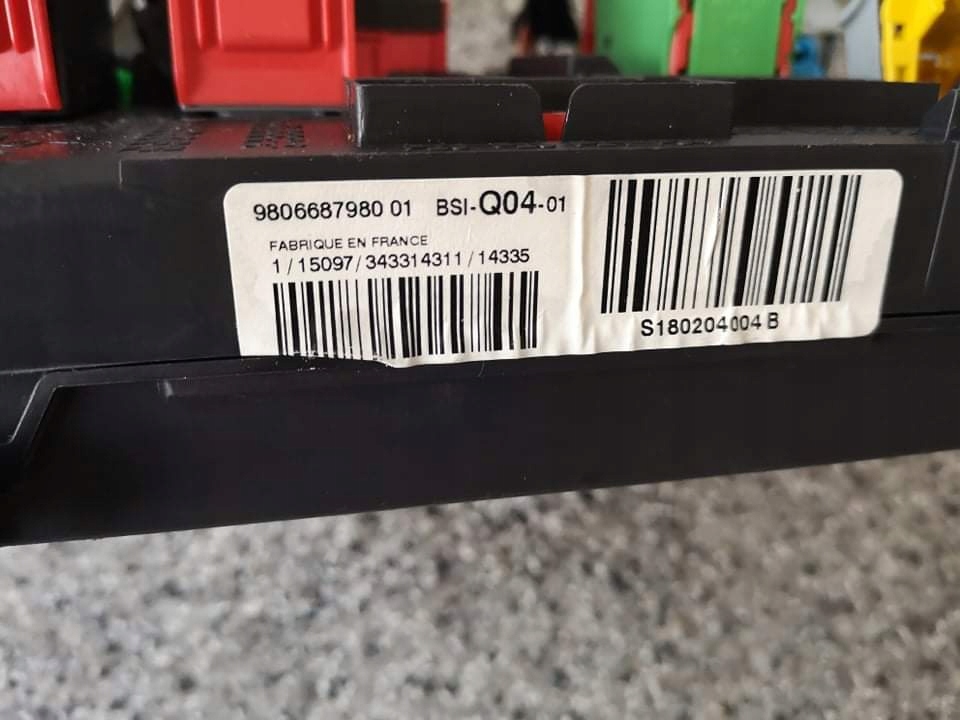 9806687980 01 BSI-Q04-01
FABRIQUE EN FRANCE
1/15097/343314311/14335
S180204004 B